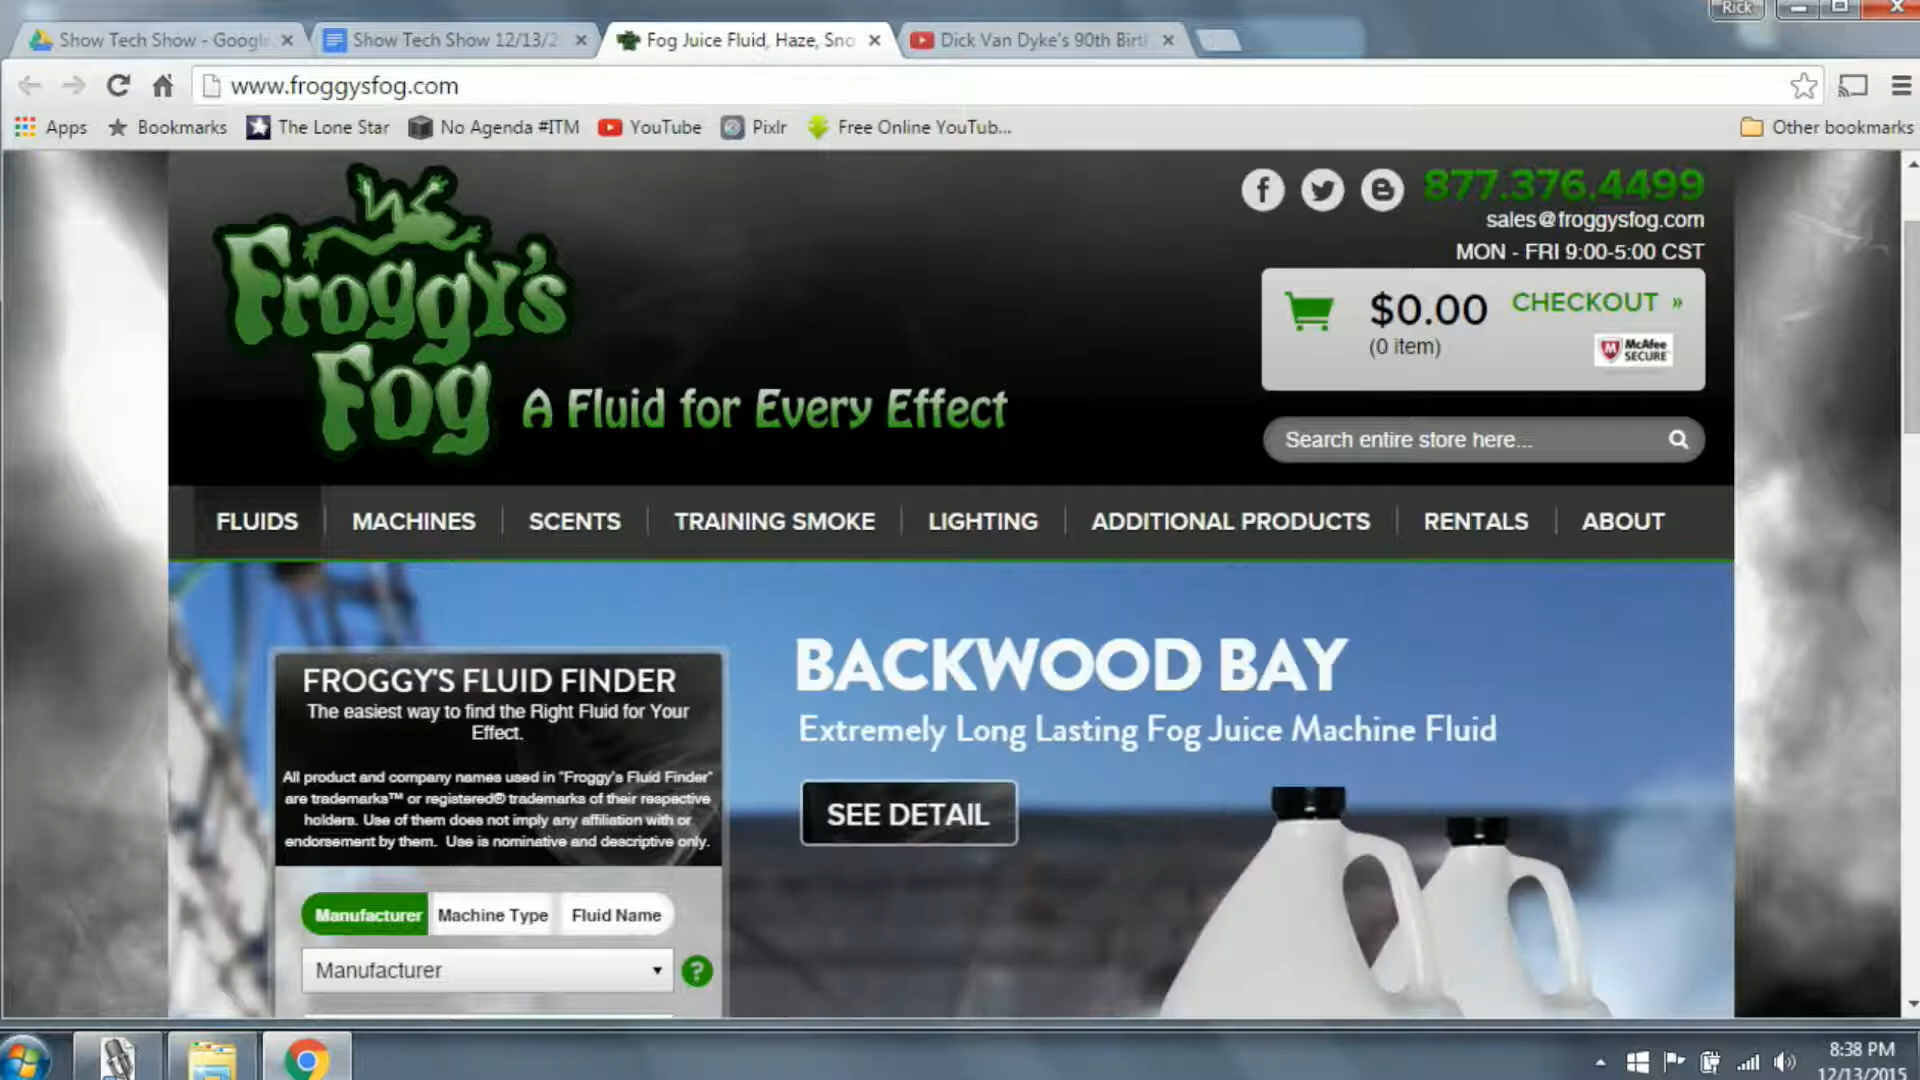 Rick
Show Tech Show - Google
Show Tech Show 12/13/2
Fog Juice Fluid, Haze, Sno
Dick Van Dyke's 90th Birt
www.froggysfog.com
Apps
Bookmarks
The Lone Star
No Agenda #ITM
YouTube
Pixlr
Free Online YouTub...
Other bookmarks
877.376.4499
sales@froggysfog.com
MON - FRI 9:00-5:00 CST
Froggy's
Fog
A Fluid for Every Effect
$0.00
CHECKOUT »
(0 item)
McAfee
SECURE
Search entire store here...
FLUIDS
MACHINES
SCENTS
TRAINING SMOKE
LIGHTING
ADDITIONAL PRODUCTS
RENTALS
ABOUT
FROGGY'S FLUID FINDER
The easiest way to find the Right Fluid for Your
Effect.
All product and company names used in "Froggy's Fluid Finder"
are trademarks™ or registered® trademarks of their respective
holders. Use of them does not imply any affiliation with or
endorsement by them. Use is nominative and descriptive only.
Manufacturer
Machine Type
Fluid Name
Manufacturer
?
BACKWOOD BAY
Extremely Long Lasting Fog Juice Machine Fluid
SEE DETAIL
8:38 PM
12/13/2015